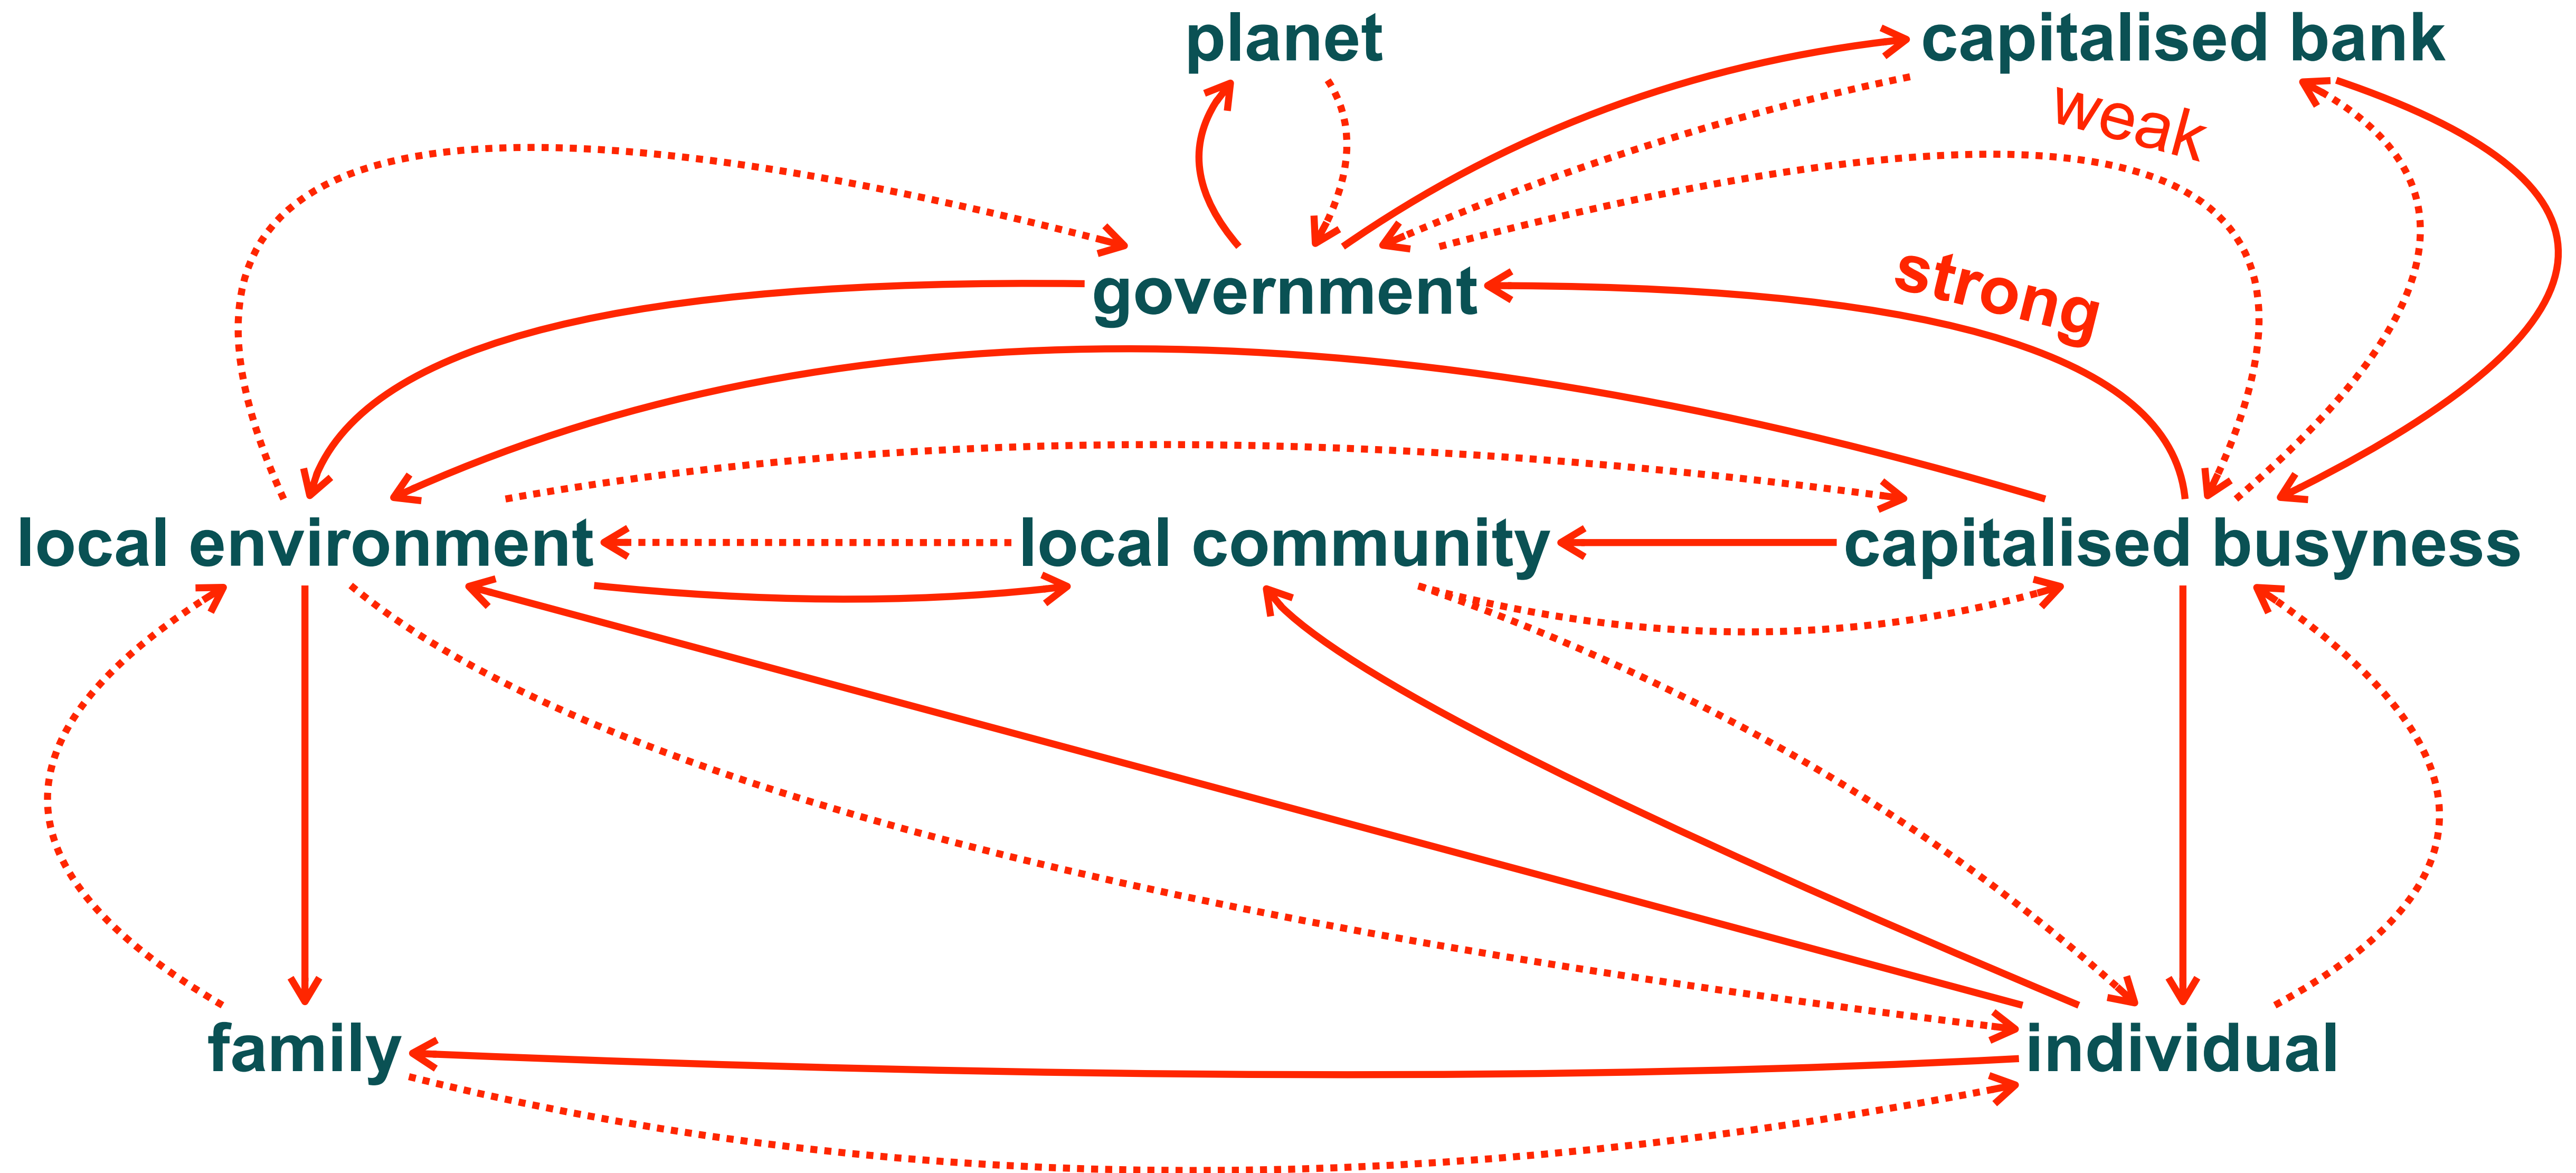 planet
capitalised bank
weak
government
strong
local environment
local community
capitalised busyness
family
individual